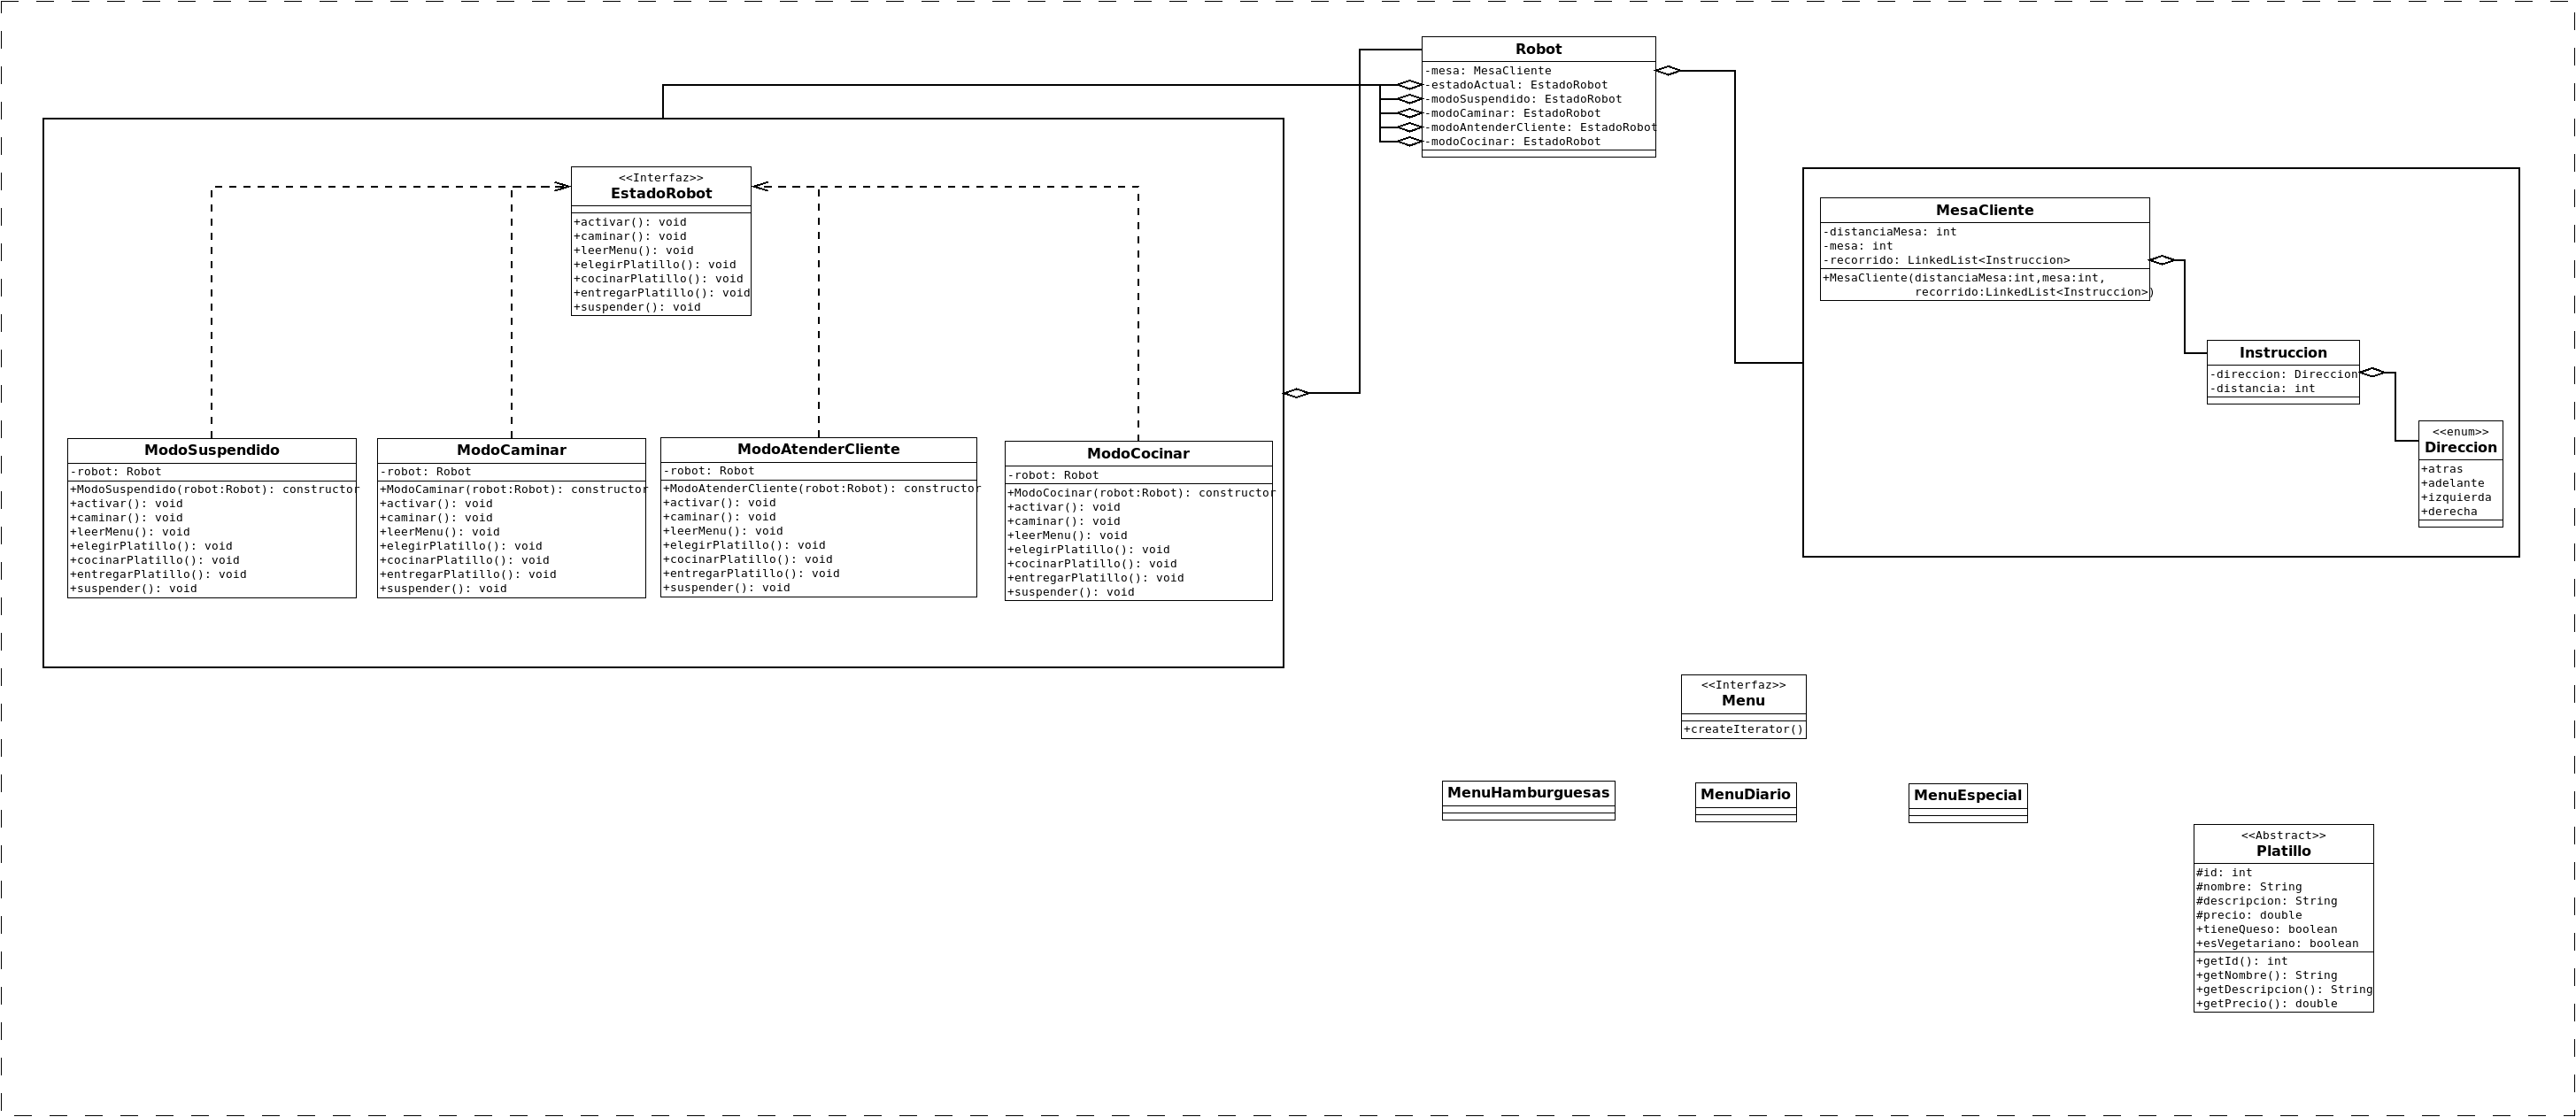 Robot
-mesa: MesaCliente
-estadoActual: EstadoRobot
-modoSuspendido: EstadoRobot
-modoCaminar: EstadoRobot
-modoAntenderCliente: EstadoRobot
-modoCocinar: EstadoRobot
<<Interfaz>>
EstadoRobot
+activar(): void
+caminar(): void
+leerMenu(): void
+elegirPlatillo(): void
+cocinarPlatillo(): void
+entregarPlatillo(): void
+suspender(): void
MesaCliente
-distanciaMesa: int
-mesa: int
-recorrido: LinkedList<Instruccion>
+MesaCliente(distanciaMesa:int,mesa:int,
recorrido:LinkedList<Instruccion>)
Instruccion
-direccion: Direccion
-distancia: int
<<enum>>
Direccion
+atras
+adelante
+izquierda
+derecha
ModoSuspendido
-robot: Robot
+ModoSuspendido(robot:Robot): constructor
+activar(): void
+caminar(): void
+leerMenu(): void
+elegirPlatillo(): void
+cocinarPlatillo(): void
+entregarPlatillo(): void
+suspender(): void
ModoCaminar
-robot: Robot
+ModoCaminar(robot:Robot): constructor
+activar(): void
+caminar(): void
+leerMenu(): void
+elegirPlatillo(): void
+cocinarPlatillo(): void
+entregarPlatillo(): void
+suspender(): void
ModoAtenderCliente
-robot: Robot
+ModoAtenderCliente(robot:Robot): constructor
+activar(): void
+caminar(): void
+leerMenu(): void
+elegirPlatillo(): void
+cocinarPlatillo(): void
+entregarPlatillo(): void
+suspender(): void
ModoCocinar
-robot: Robot
+ModoCocinar(robot:Robot): constructor
+activar(): void
+caminar(): void
+leerMenu(): void
+elegirPlatillo(): void
+cocinarPlatillo(): void
+entregarPlatillo(): void
+suspender(): void
<<Interfaz>>
Menu
+createIterator()
MenuHamburguesas
MenuDiario
MenuEspecial
<<Abstract>>
Platillo
#id: int
#nombre: String
#descripcion: String
#precio: double
+tieneQueso: boolean
+esVegetariano: boolean
+getId(): int
+getNombre(): String
+getDescripcion(): String
+getPrecio(): double